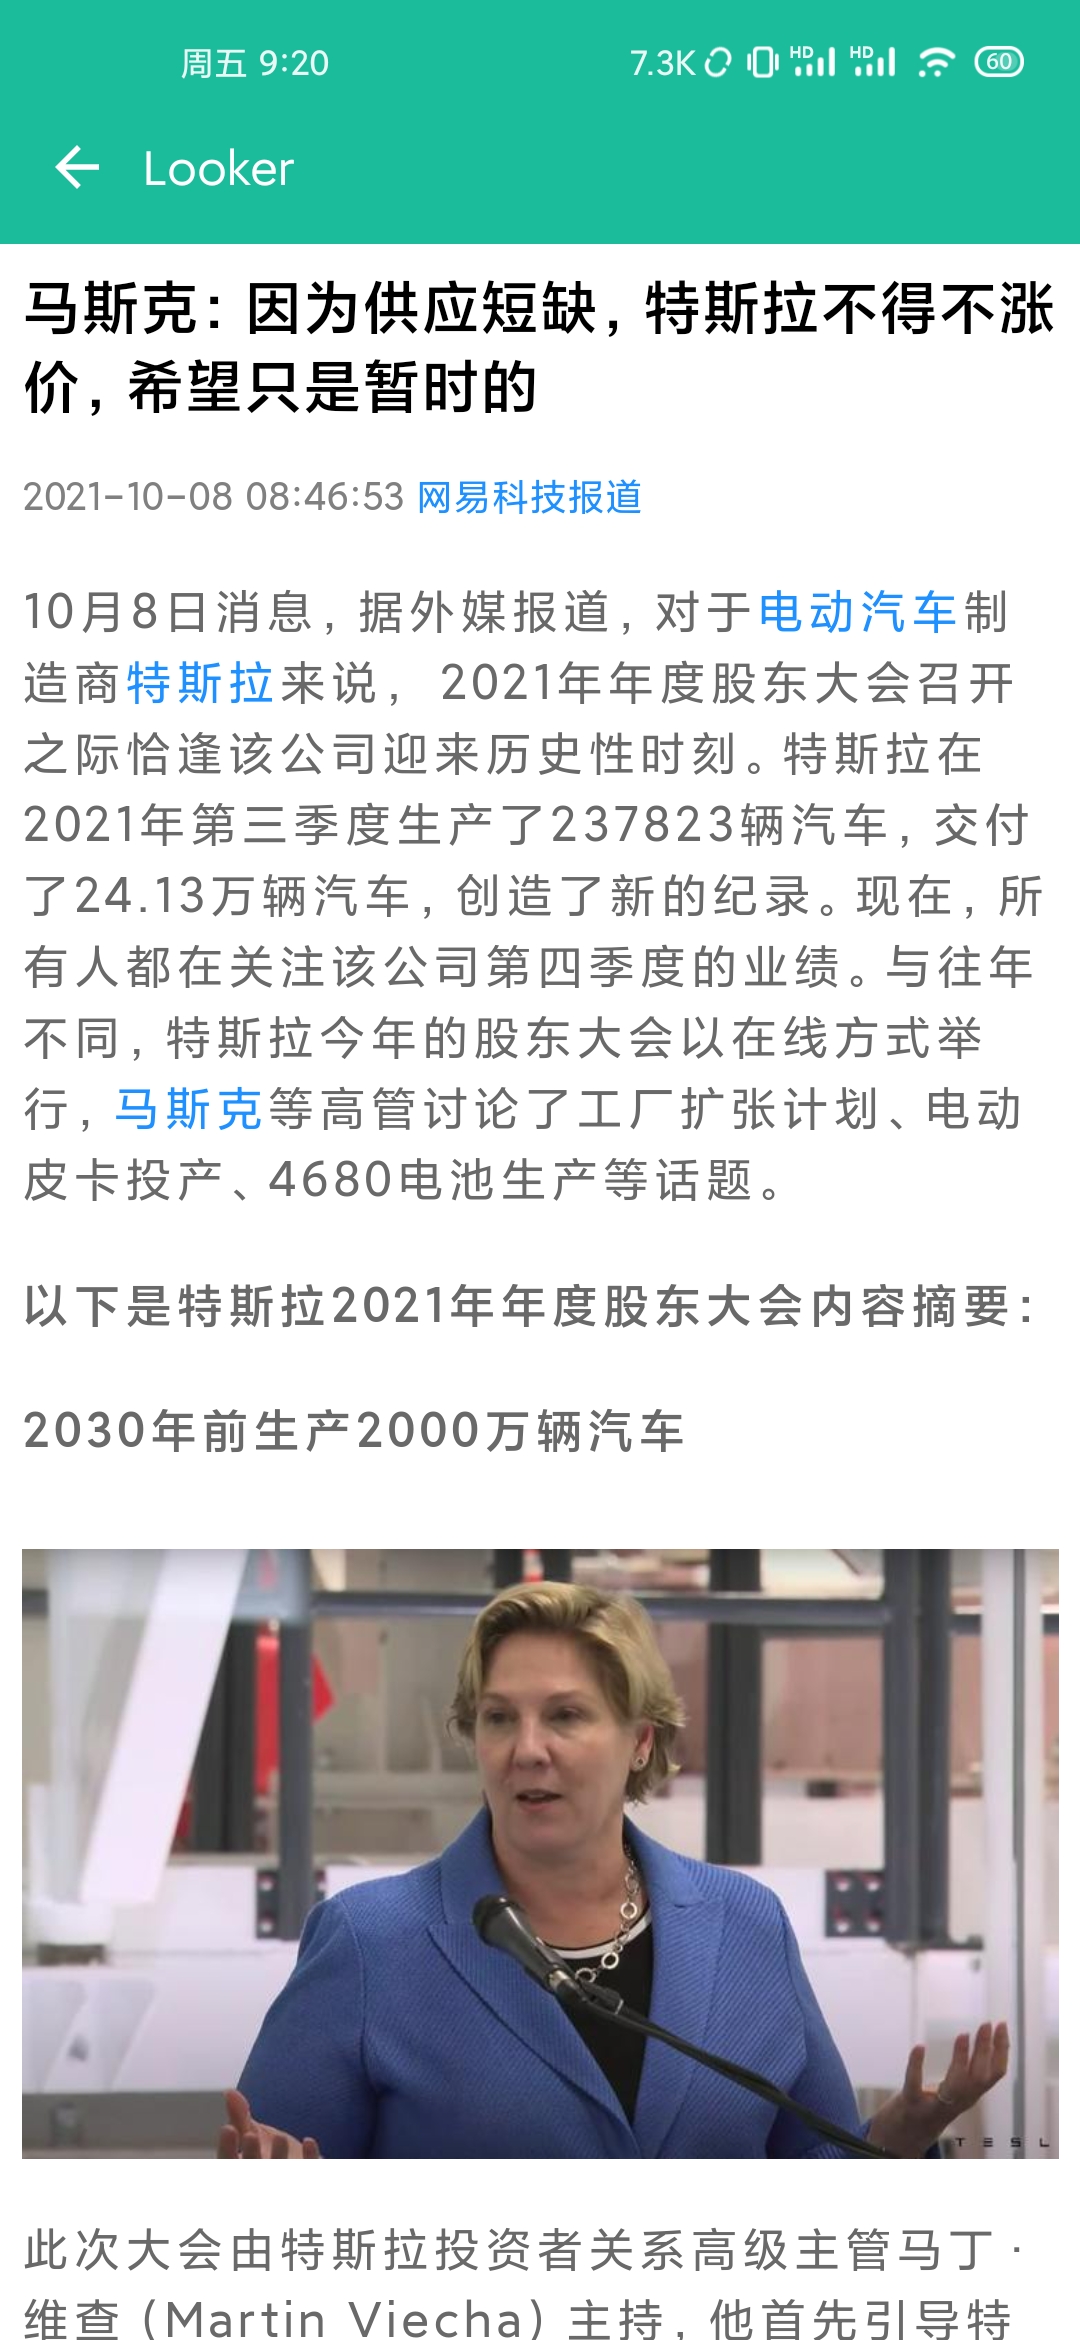 周五 9:20
7.3K HD HD 60
Looker
马斯克：因为供应短缺，特斯拉不得不涨
价，希望只是暂时的
2021-10-08 08:46:53 网易科技报道
10月8日消息，据外媒报道，对于电动汽车制
造商特斯拉来说， 2021年年度股东大会召开
之际恰逢该公司迎来历史性时刻。特斯拉在
2021年第三季度生产了237823辆汽车，交付
了24.13万辆汽车，创造了新的纪录。现在，所
有人都在关注该公司第四季度的业绩。与往年
不同，特斯拉今年的股东大会以在线方式举
行，马斯克等高管讨论了工厂扩张计划、电动
皮卡投产、4680电池生产等话题。
以下是特斯拉2021年年度股东大会内容摘要：
2030年前生产2000万辆汽车
TESL
此次大会由特斯拉投资者关系高级主管马丁·
维查（Martin Viecha）主持，他首先引导特